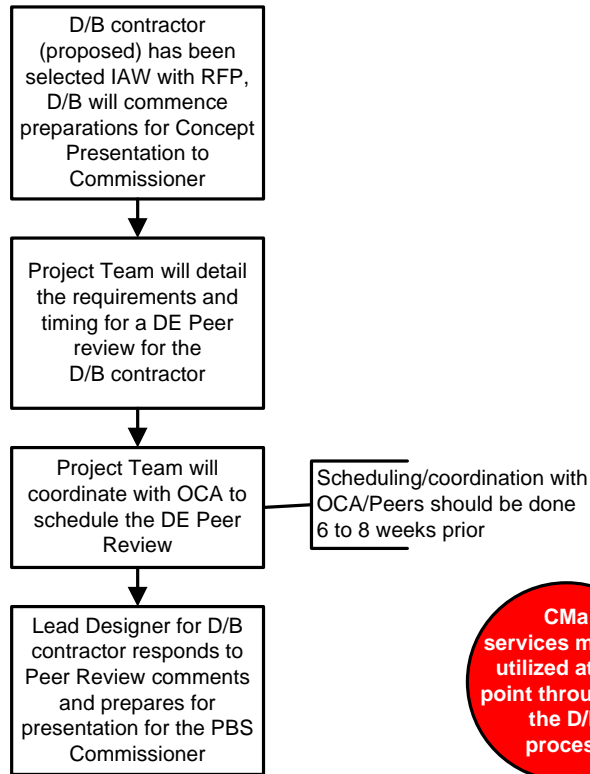 D/B contractor
(proposed) has been
selected IAW with RFP,
D/B will commence
preparations for Concept
Presentation to
Commissioner
Project Team will detail
the requirements and
timing for a DE Peer
review for the
D/B contractor
Project Team will
coordinate with OCA to
schedule the DE Peer
Review
Scheduling/coordination with
OCA/Peers should be done
6 to 8 weeks prior
Lead Designer for D/B
contractor responds to
Peer Review comments
and prepares for
presentation for the PBS
Commissioner
CMa
services
utilized
point
the